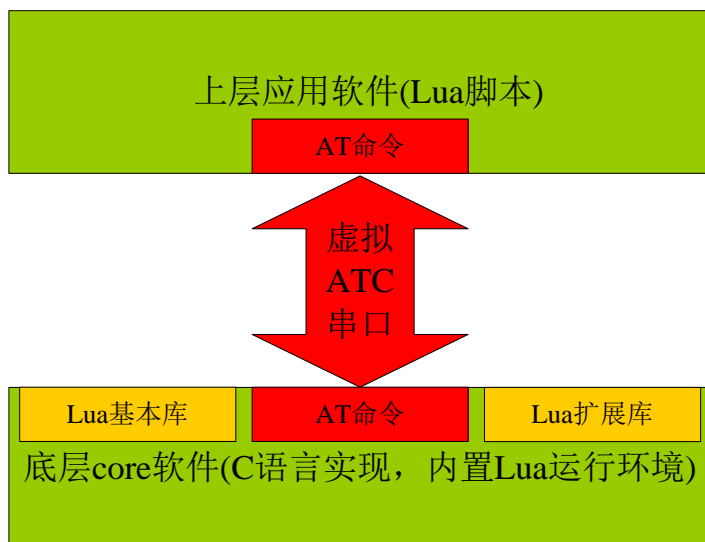 上层应用软件(Lua脚本)
AT命令
虚拟
ATC
串口
Lua基本库
AT命令
Lua扩展库
底层core软件(C语言实现，内置Lua运行环境)